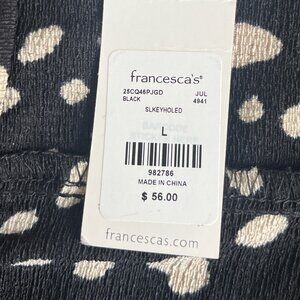 francesca's®
25CQ46PJGD JUL
BLACK 4941
SLKEYHOLED
L
982786
MADE IN CHINA
$ 56.00
francescas.com